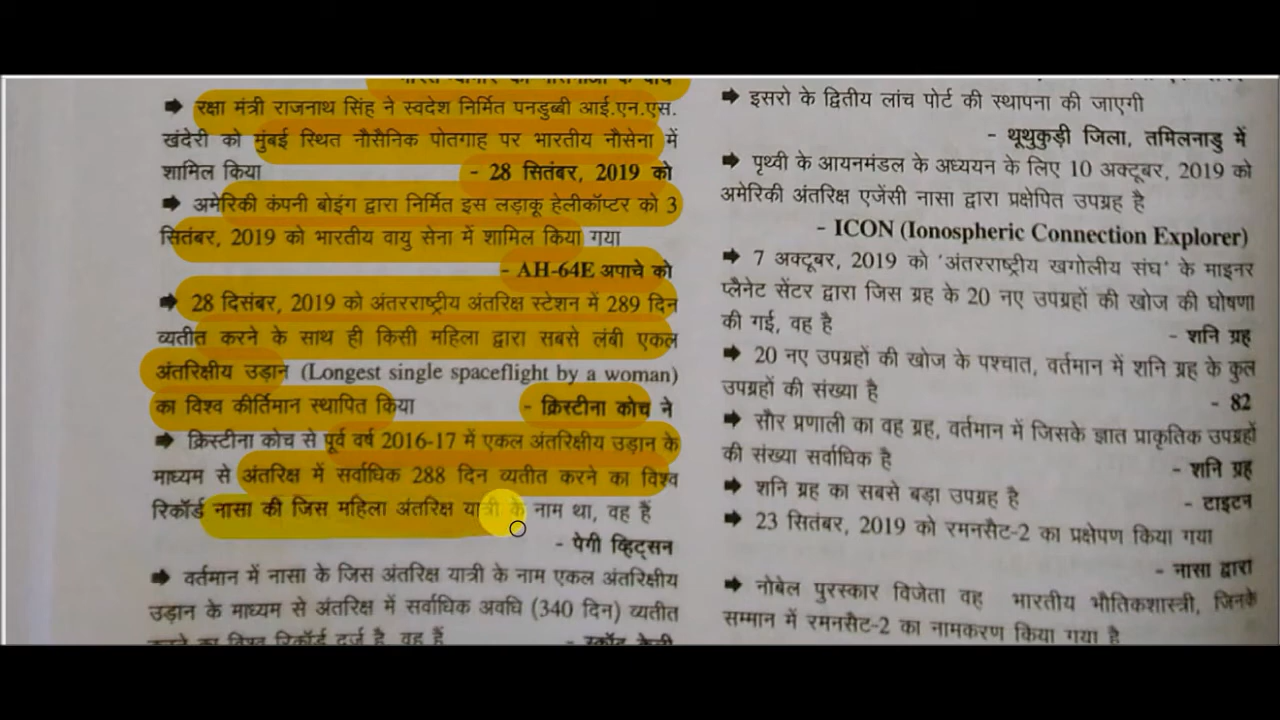 ➡ रक्षा मंत्री राजनाथ सिंह ने स्वदेश निर्मित पनडुब्बी आई.एन.एस.
खंदेरी को मुंबई स्थित नौसैनिक पोतगाह पर भारतीय नौसेना में
शामिल किया - 28 सितंबर, 2019 को
➡ अमेरिकी कंपनी बोइंग द्वारा निर्मित इस लड़ाकू हेलीकॉप्टर को 3
सितंबर, 2019 को भारतीय वायु सेना में शामिल किया गया
- AH-64E अपाचे को
➡ 28 दिसंबर, 2019 को अंतरराष्ट्रीय अंतरिक्ष स्टेशन में 289 दिन
व्यतीत करने के साथ ही किसी महिला द्वारा सबसे लंबी एकल
अंतरिक्षीय उड़ान (Longest single spaceflight by a woman)
का विश्व कीर्तिमान स्थापित किया - क्रिस्टीना कोच ने
➡ क्रिस्टीना कोच से पूर्व वर्ष 2016-17 में एकल अंतरिक्षीय उड़ान के
माध्यम से अंतरिक्ष में सर्वाधिक 288 दिन व्यतीत करने का विश्व
रिकॉर्ड नासा की जिस महिला अंतरिक्ष यात्री के नाम था, वह हैं
- पेगी व्हिट्सन
➡ वर्तमान में नासा के जिस अंतरिक्ष यात्री के नाम एकल अंतरिक्षीय
उड़ान के माध्यम से अंतरिक्ष में सर्वाधिक अवधि (340 दिन) व्यतीत
करने का विश्व रिकॉर्ड दर्ज है, वह हैं - स्कॉट केली
➡ इसरो के द्वितीय लांच पोर्ट की स्थापना की जाएगी
- थूथुकुड़ी जिला, तमिलनाडु में
➡ पृथ्वी के आयनमंडल के अध्ययन के लिए 10 अक्टूबर, 2019 को
अमेरिकी अंतरिक्ष एजेंसी नासा द्वारा प्रक्षेपित उपग्रह है
- ICON (Ionospheric Connection Explorer)
➡ 7 अक्टूबर, 2019 को 'अंतरराष्ट्रीय खगोलीय संघ' के माइनर
प्लैनेट सेंटर द्वारा जिस ग्रह के 20 नए उपग्रहों की खोज की घोषणा
की गई, वह है - शनि ग्रह
➡ 20 नए उपग्रहों की खोज के पश्चात, वर्तमान में शनि ग्रह के कुल
उपग्रहों की संख्या है - 82
➡ सौर प्रणाली का वह ग्रह, वर्तमान में जिसके ज्ञात प्राकृतिक उपग्रहों
की संख्या सर्वाधिक है - शनि ग्रह
➡ शनि ग्रह का सबसे बड़ा उपग्रह है - टाइटन
➡ 23 सितंबर, 2019 को रमनसैट-2 का प्रक्षेपण किया गया
- नासा द्वारा
➡ नोबेल पुरस्कार विजेता वह भारतीय भौतिकशास्त्री, जिनके
सम्मान में रमनसैट-2 का नामकरण किया गया है